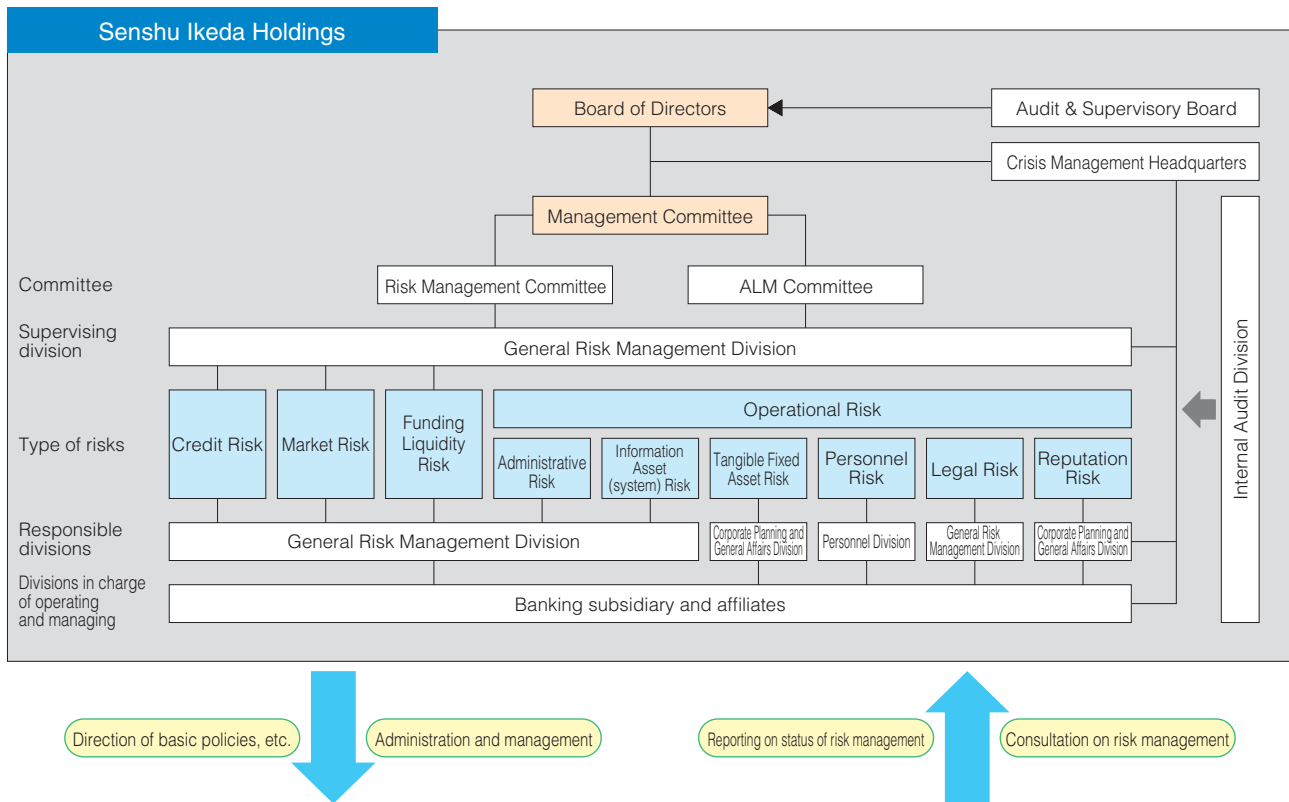 Senshu Ikeda Holdings
Board of Directors
Audit & Supervisory Board
Crisis Management Headquarters
Management Committee
Committee
Risk Management Committee
ALM Committee
Supervising
division
General Risk Management Division
Internal Audit Division
Type of risks
Credit Risk
Market Risk
Funding
Liquidity
Risk
Operational Risk
Administrative
Risk
Information
Asset
(system) Risk
Tangible Fixed
Asset Risk
Personnel
Risk
Legal Risk
Reputation
Risk
Responsible
divisions
General Risk Management Division
Corporate Planning and
General Affairs Division
Personnel Division
General Risk
Management Division
Corporate Planning and
General Affairs Division
Divisions in charge
of operating
and managing
Banking subsidiary and affiliates
Direction of basic policies, etc.
Administration and management
Reporting on status of risk management
Consultation on risk management